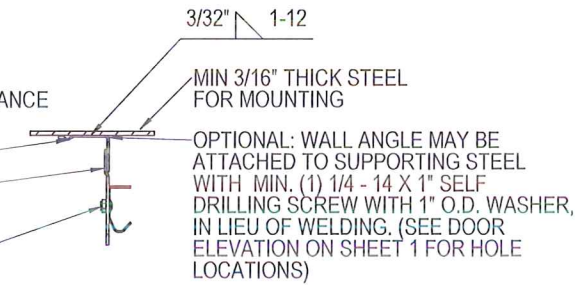 3/32" 1-12
ANCE
MIN 3/16" THICK STEEL
FOR MOUNTING
OPTIONAL: WALL ANGLE MAY BE
ATTACHED TO SUPPORTING STEEL
WITH MIN. (1) 1/4 - 14 X 1" SELF
DRILLING SCREW WITH 1" O.D. WASHER,
IN LIEU OF WELDING. (SEE DOOR
ELEVATION ON SHEET 1 FOR HOLE
LOCATIONS)